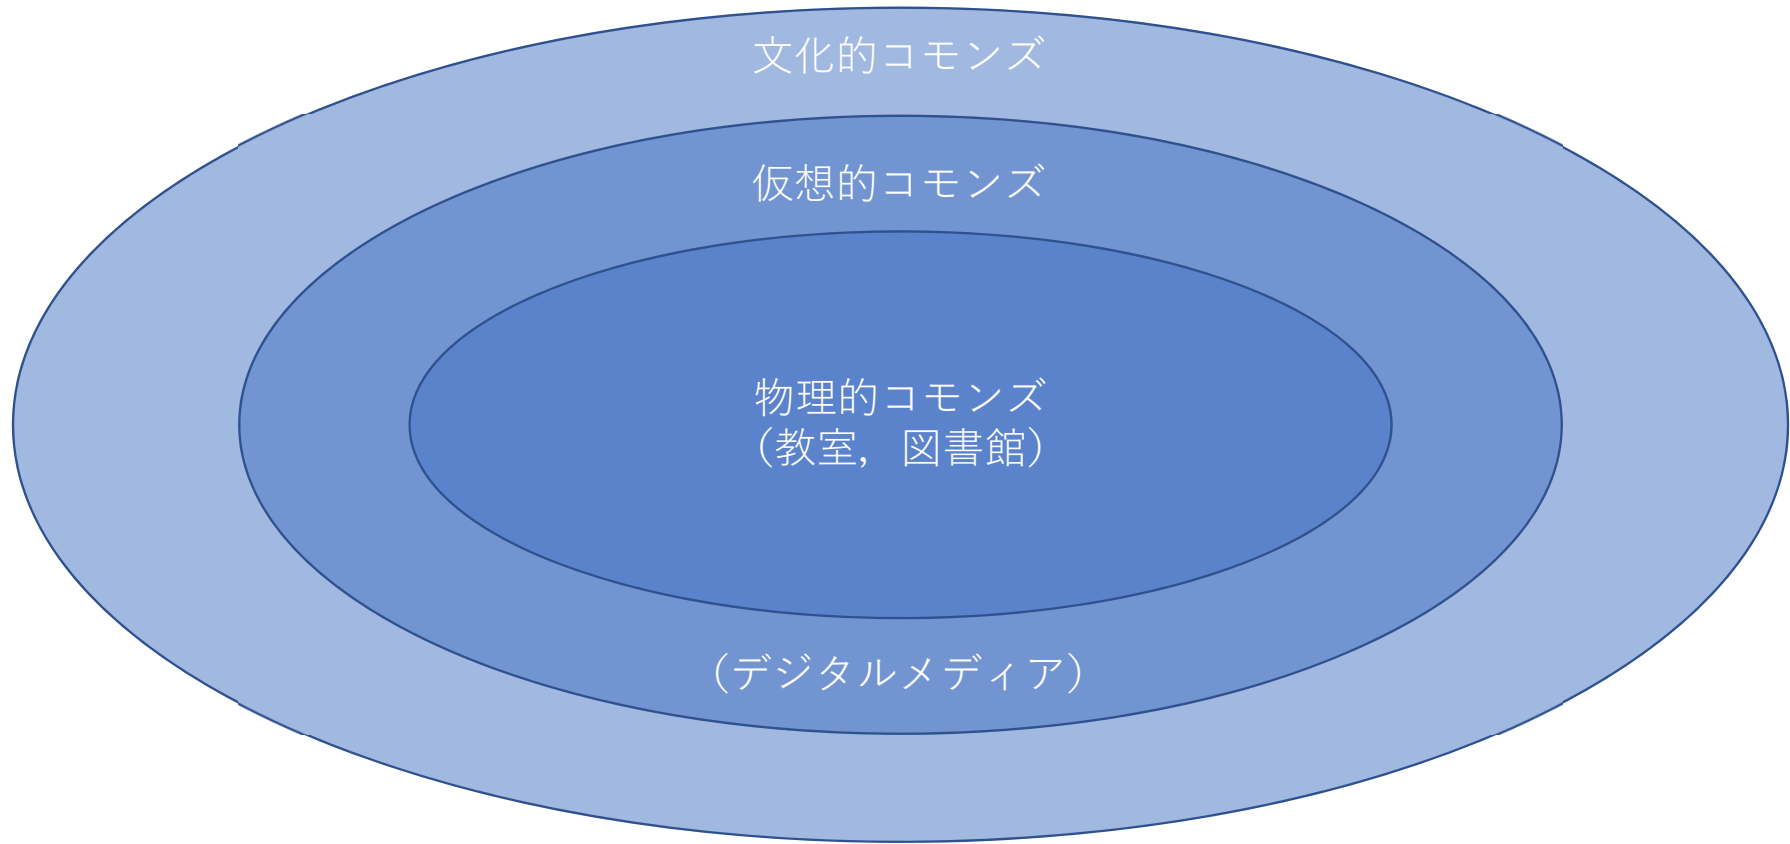 文化的コモンズ
仮想的コモンズ
物理的コモンズ
（教室，図書館）
（デジタルメディア）